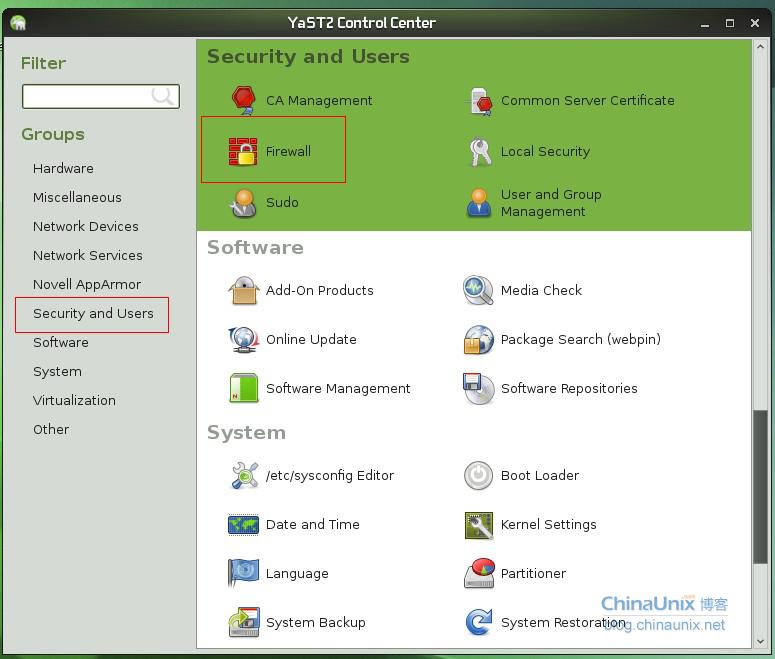 YaST2 Control Center
Filter
Groups
Hardware
Miscellaneous
Network Devices
Network Services
Novell AppArmor
Security and Users
Software
System
Virtualization
Other
Security and Users
CA Management
Common Server Certificate
Firewall
Local Security
Sudo
User and Group
Management
Software
Add-On Products
Media Check
Online Update
Package Search (webpin)
Software Management
Software Repositories
System
/etc/sysconfig Editor
Boot Loader
Date and Time
Kernel Settings
Language
Partitioner
System Backup
System Restoration
ChinaUnix 博客
blog.chinaunix.net